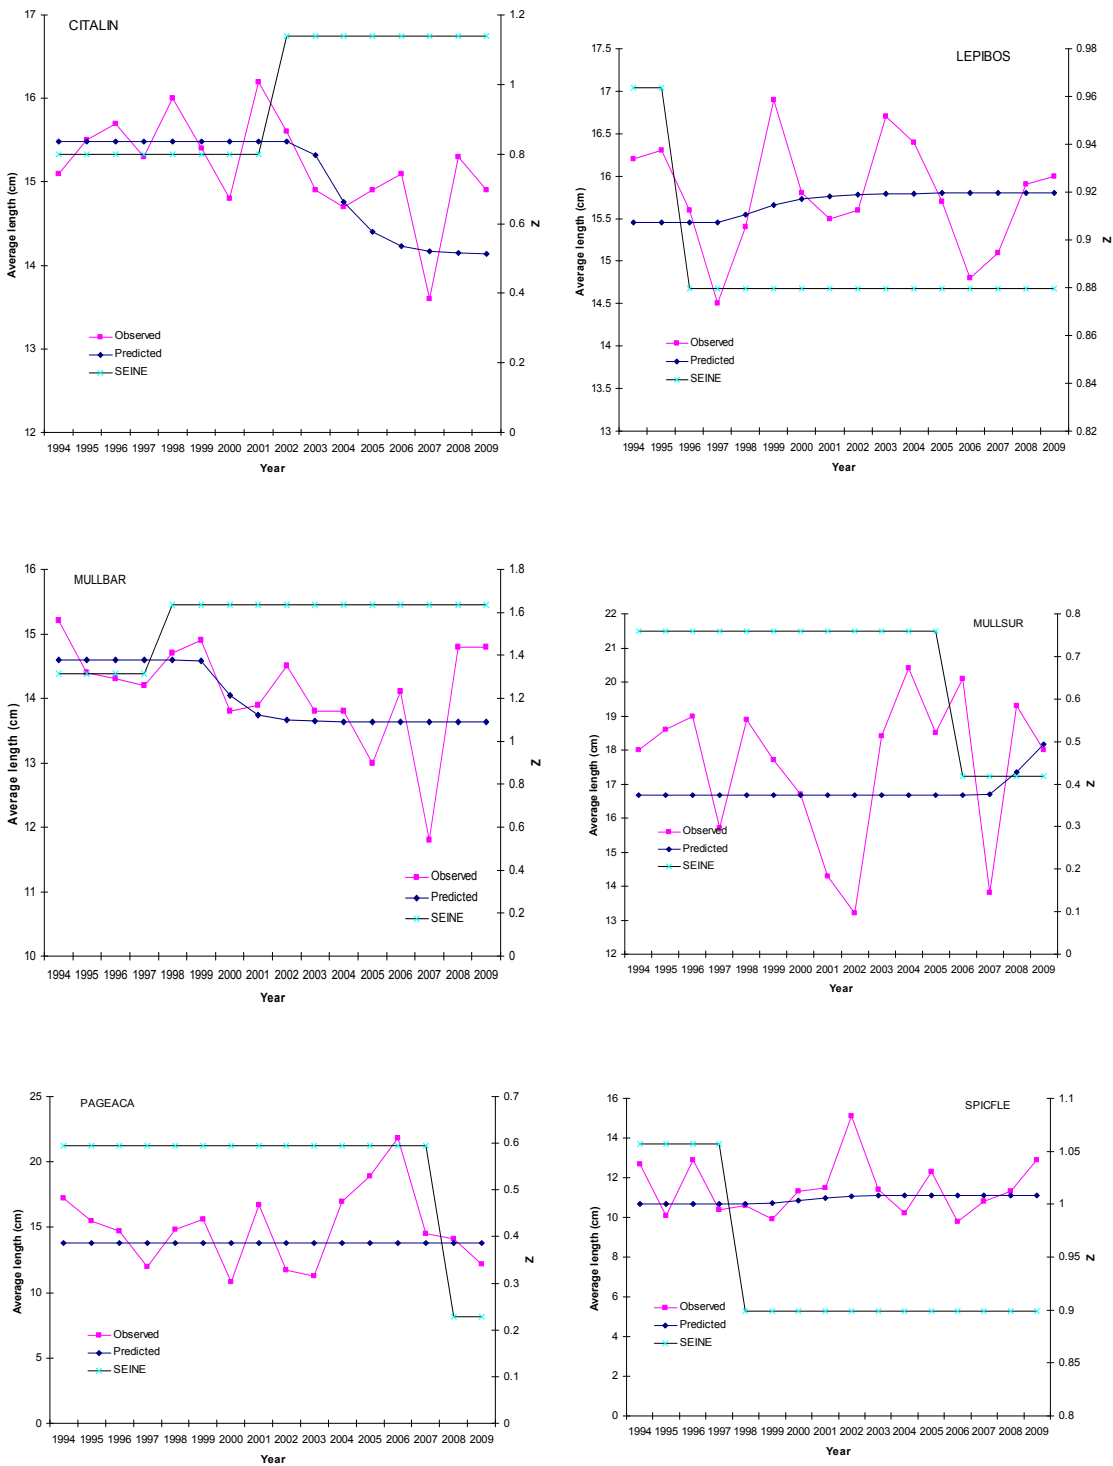 CITALIN
17
16
15
14
13
12
1.2
1
0.8
0.6
0.4
0.2
0
Average length (cm)
Z
Observed
Predicted
SEINE
1994 1995 1996 1997 1998 1999 2000 2001 2002 2003 2004 2005 2006 2007 2008 2009
Year
LEPIBOS
17.5
17
16.5
16
15.5
15
14.5
14
13.5
13
0.98
0.96
0.94
0.92
0.9
0.88
0.86
0.84
0.82
Average length (cm)
Z
Observed
Predicted
SEINE
1994 1995 1996 1997 1998 1999 2000 2001 2002 2003 2004 2005 2006 2007 2008 2009
Year
MULLBAR
16
15
14
13
12
11
10
1.8
1.6
1.4
1.2
1
0.8
0.6
0.4
0.2
0
Average length (cm)
Z
Observed
Predicted
SEINE
1994 1995 1996 1997 1998 1999 2000 2001 2002 2003 2004 2005 2006 2007 2008 2009
Year
MULLSUR
22
21
20
19
18
17
16
15
14
13
12
0.8
0.7
0.6
0.5
0.4
0.3
0.2
0.1
0
Average length (cm)
Z
Observed
Predicted
SEINE
1994 1995 1996 1997 1998 1999 2000 2001 2002 2003 2004 2005 2006 2007 2008 2009
Year
PAGEACA
25
20
15
10
5
0
0.7
0.6
0.5
0.4
0.3
0.2
0.1
0
Average length (cm)
Z
Observed
Predicted
SEINE
1994 1995 1996 1997 1998 1999 2000 2001 2002 2003 2004 2005 2006 2007 2008 2009
Year
SPICFLE
16
14
12
10
8
6
4
2
0
1.1
1.05
1
0.95
0.9
0.85
0.8
Average length (cm)
Z
Observed
Predicted
SEINE
1994 1995 1996 1997 1998 1999 2000 2001 2002 2003 2004 2005 2006 2007 2008 2009
Year